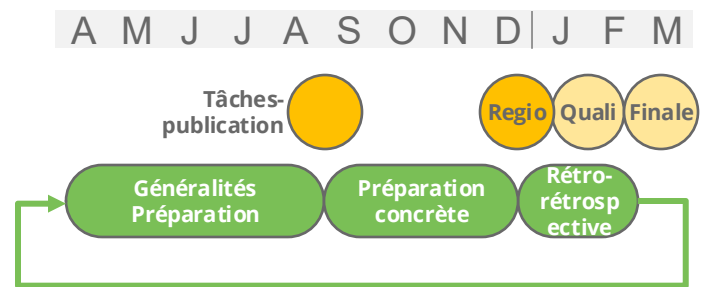 A M J J A S O N D J F M
Tâches-
publication
Regio Quali Finale
Généralités
Préparation
Préparation
concrète
Rétro-
rétrosp
ective